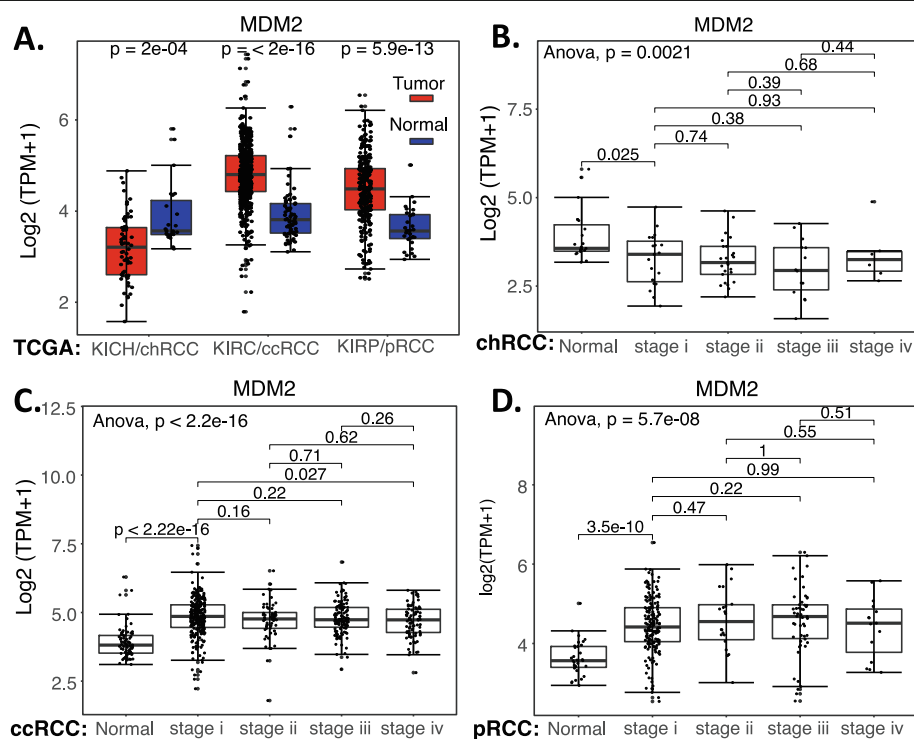 A.
MDM2
p = 2e-04
p = < 2e-16
p = 5.9e-13
Tumor
Normal
Log2 (TPM+1)
6
4
2
TCGA:
KICH/chRCC
KIRC/ccRCC
KIRP/pRCC
B.
MDM2
Anova, p = 0.0021
0.44
0.68
0.39
0.93
0.38
0.74
0.025
Log2 (TPM+1)
7.5
5.0
2.5
chRCC:
Normal
stage i
stage ii
stage iii
stage iv
C.
MDM2
Anova, p < 2.2e-16
0.26
0.62
0.71
0.027
0.22
0.16
p < 2.22e-16
Log2 (TPM+1)
12.5
10.0
7.5
5.0
2.5
ccRCC:
Normal
stage i
stage ii
stage iii
stage iv
D.
MDM2
Anova, p = 5.7e-08
0.51
0.55
1
0.99
0.22
0.47
3.5e-10
log2(TPM+1)
8
6
4
pRCC:
Normal
stage i
stage ii
stage iii
stage iv